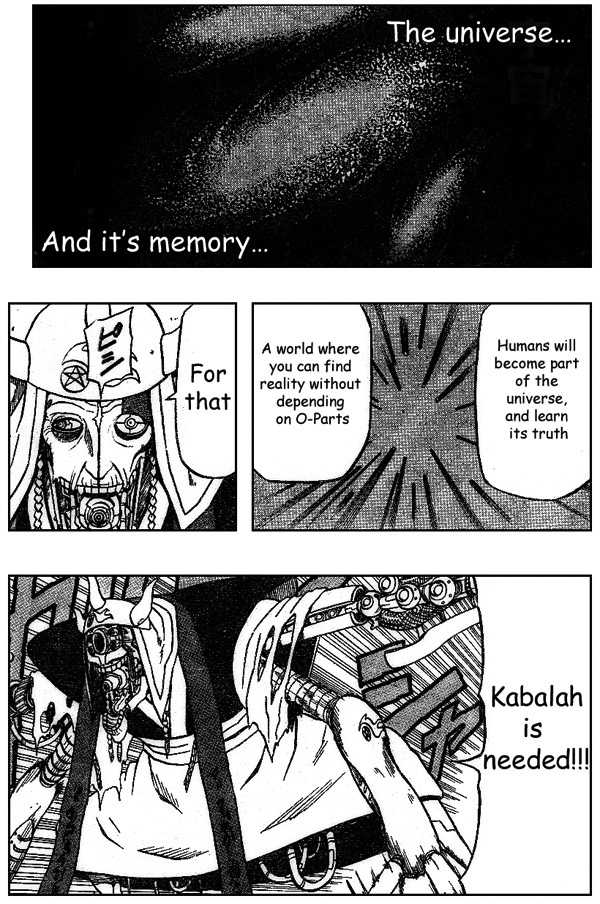 The universe…
And it's memory…
Humans will
become part
of the
universe,
and learn
its truth
A world where
you can find
reality without
depending
on O-Parts
For
that
Kabalah
is
needed!!!